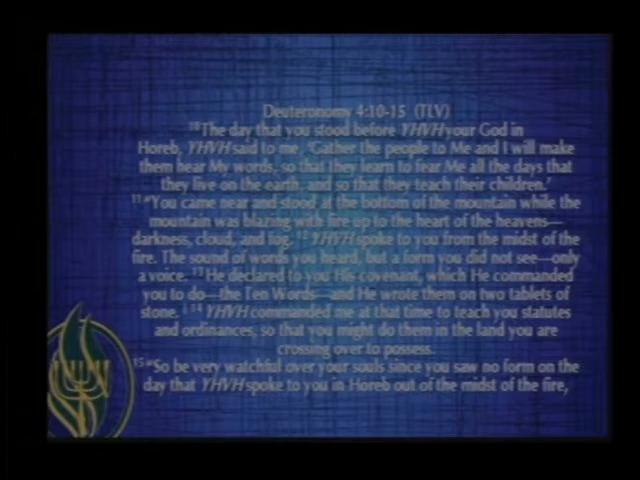 Deuteronomy 4:10-15 (TLV)
10 The day that you stood before YHVH your God in
Horeb, YHVH said to me, 'Gather the people to Me and I will make
them hear My words, so that they learn to fear Me all the days that
they live on the earth, and so that they teach their children.'
11 "You came near and stood at the bottom of the mountain while the
mountain was blazing with fire up to the heart of the heavens—
darkness, cloud, and fog. 12 YHVH spoke to you from the midst of the
fire. The sound of words you heard, but a form you did not see—only
a voice. 13 He declared to you His covenant, which He commanded
you to do—the Ten Words—and He wrote them on two tablets of
stone. 14 YHVH commanded me at that time to teach you statutes
and ordinances, so that you might do them in the land you are
crossing over to possess.
15 "So be very watchful over your souls since you saw no form on the
day that YHVH spoke to you in Horeb out of the midst of the fire,